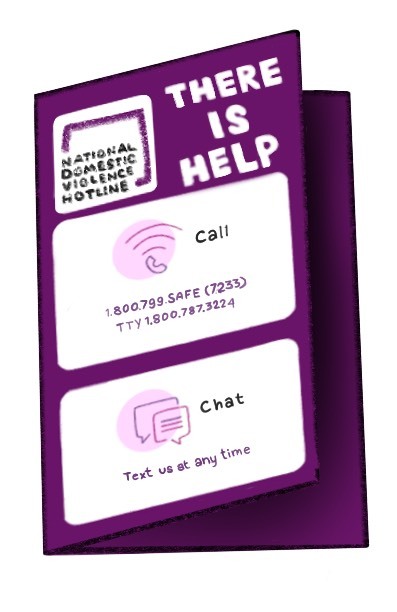 NATIONAL
DOMESTIC
VIOLENCE
HOTLINE
THERE
IS
HELP
Call
1.800.799.SAFE (7233)
TTY 1.800.787.3224
Chat
Text us at any time